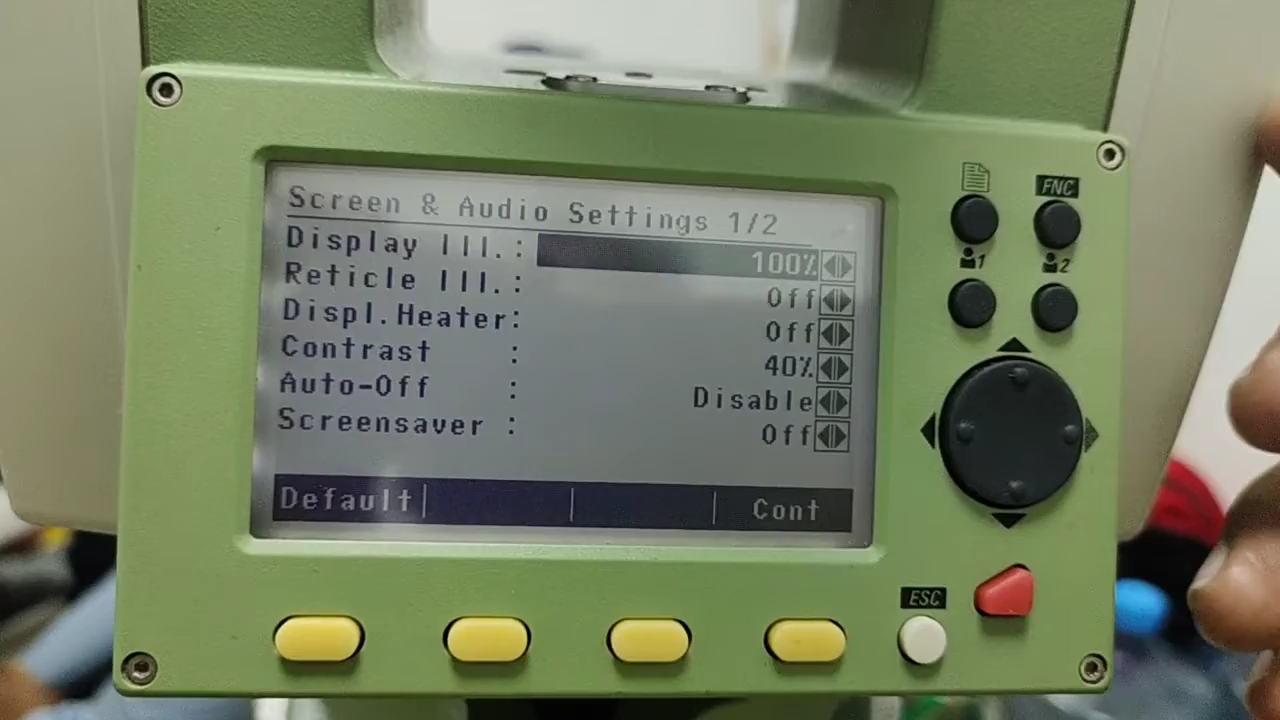 Screen & Audio Settings 1/2
Display Ill.: 100%
Reticle Ill.: Off
Displ.Heater: Off
Contrast : 40%
Auto-Off : Disable
Screensaver : Off
Default Cont
FNC
1 2
ESC